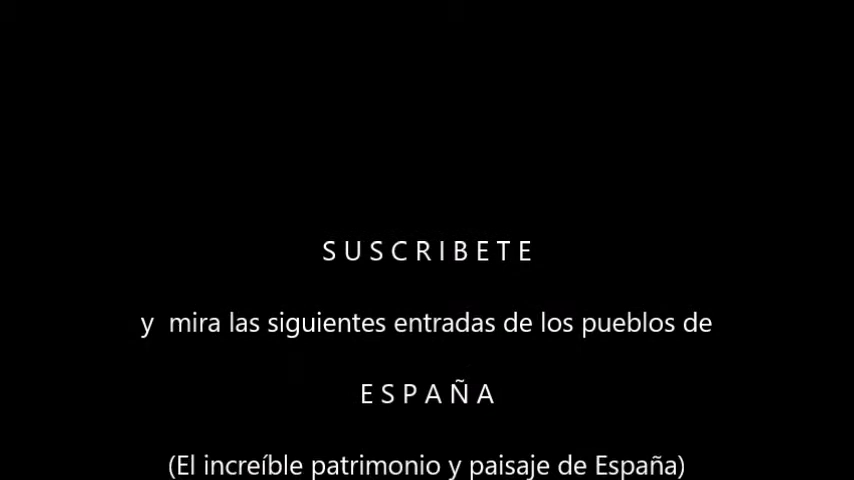 S U S C R I B E T E
y  mira las siguientes entradas de los pueblos de
E S P A Ñ A
(El increíble patrimonio y paisaje de España)